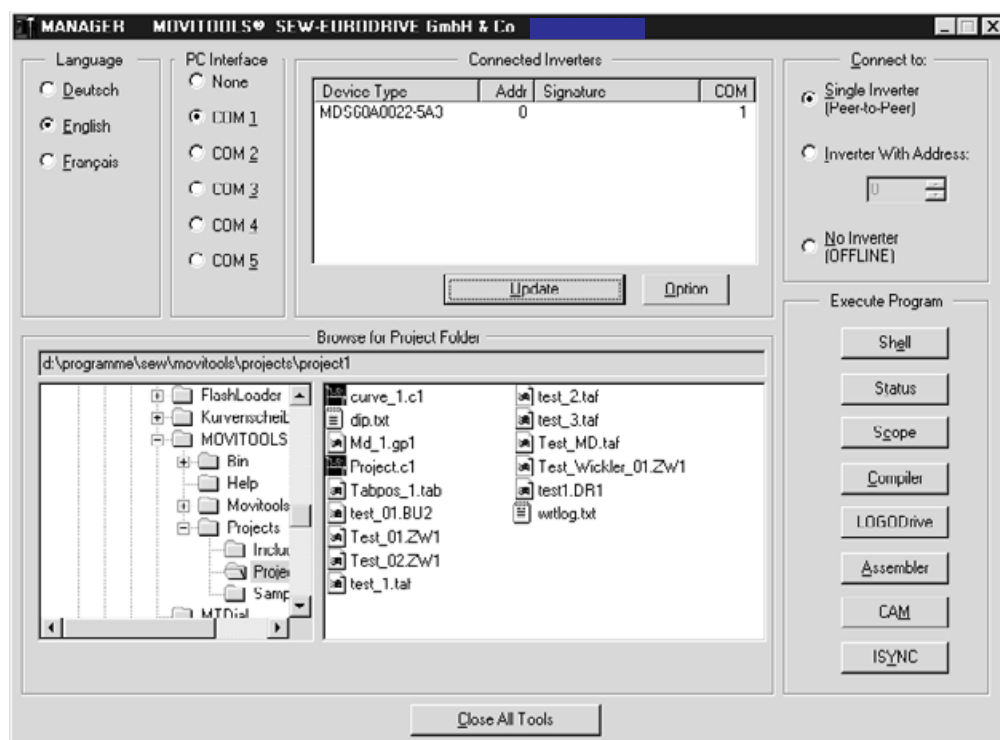 MANAGER MOVITOOLS® SEW-EURODRIVE GmbH & Co
Language
Deutsch
English
Français
PC Interface
None
COM 1
COM 2
COM 3
COM 4
COM 5
Connected Inverters
Device Type Addr Signature COM
MDS60A0022-5A3 0 1
Update
Option
Connect to:
Single Inverter
(Peer-to-Peer)
Inverter With Address:
0
No Inverter
(OFFLINE)
Browse for Project Folder
d:\programme\sew\movitools\projects\project1
FlashLoader
Kurvenscheib
MOVITOOLS
Bin
Help
Movitools
Projects
Includ
Projec
Samp
MTDial
curve_1.c1
dip.txt
Md_1.gp1
Project.c1
Tabpos_1.tab
test_01.BU2
Test_01.ZW1
Test_02.ZW1
test_1.taf
test_2.taf
test_3.taf
Test_MD.taf
Test_Wickler_01.ZW1
test1.DR1
wrtlog.txt
Execute Program
Shell
Status
Scope
Compiler
LOGODrive
Assembler
CAM
ISYNC
Close All Tools